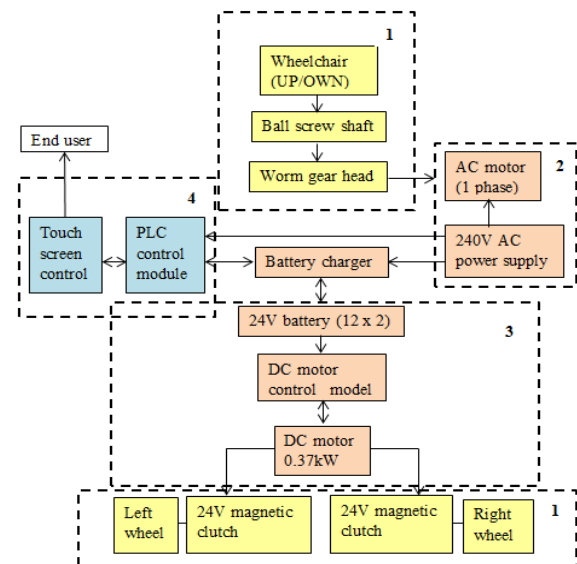 1
Wheelchair
(UP/OWN)
Ball screw shaft
Worm gear head
End user
2
AC motor
(1 phase)
240V AC
power supply
4
Touch
screen
control
PLC
control
module
Battery charger
3
24V battery (12 x 2)
DC motor
control model
DC motor
0.37kW
1
Left
wheel
24V magnetic
clutch
24V magnetic
clutch
Right
wheel